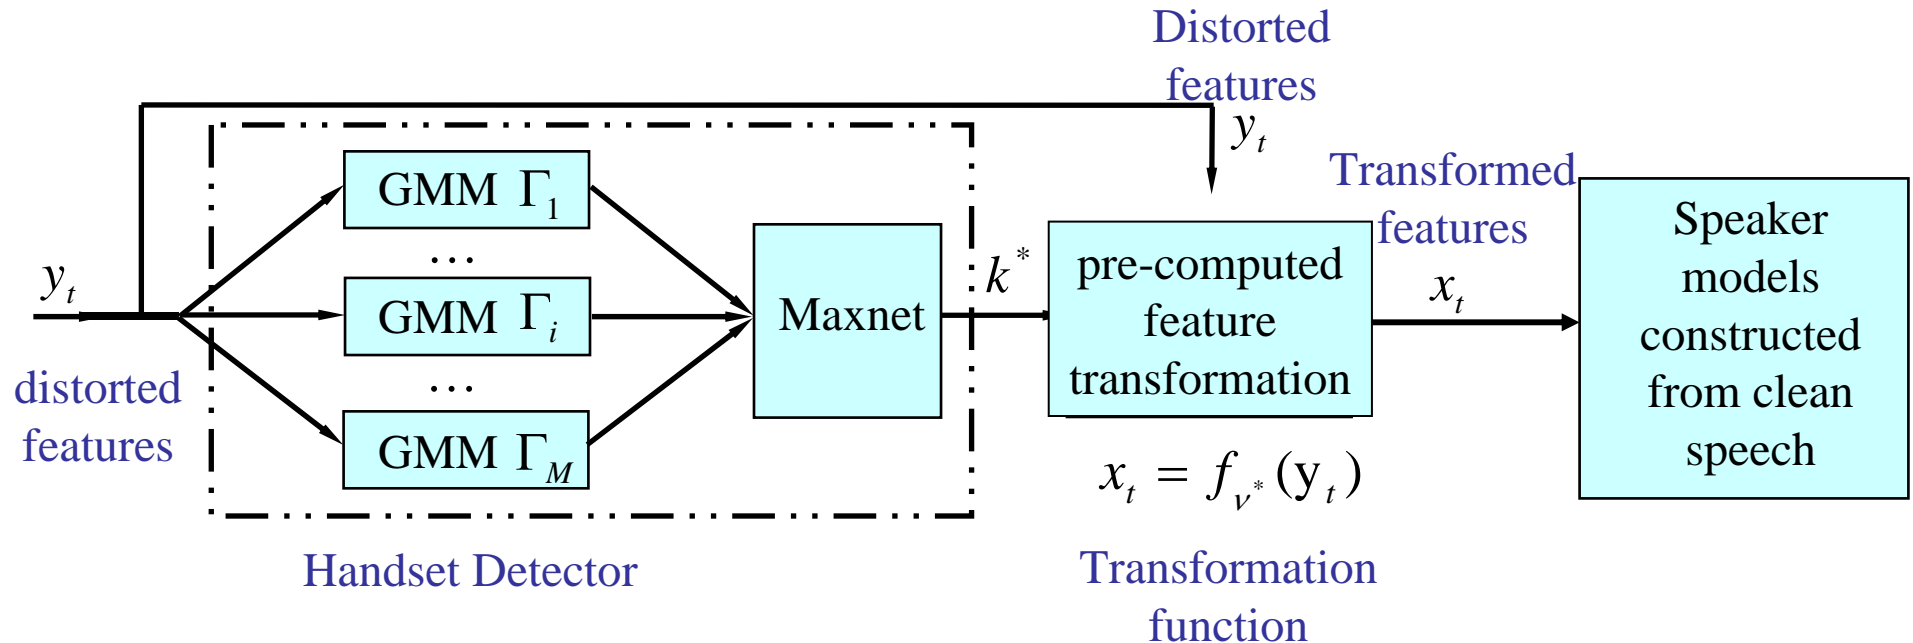 Distorted
features
y_t
GMM Γ_1
...
GMM Γ_i
...
GMM Γ_M
y_t
distorted
features
Maxnet
k^*
pre-computed
feature
transformation
Transformed
features
x_t
Speaker
models
constructed
from clean
speech
x_t = f_{ν^*}(y_t)
Handset Detector
Transformation
function